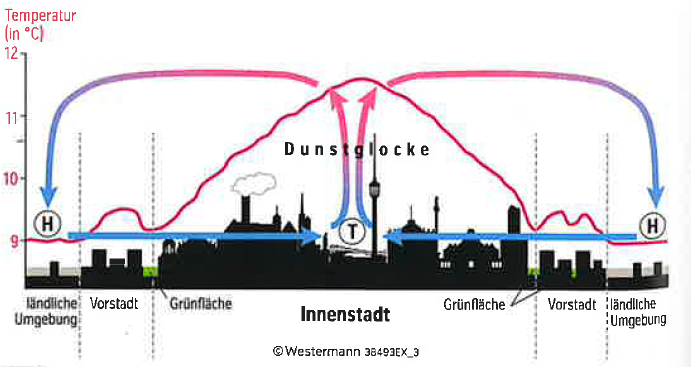 Temperatur
(in °C)
12
11
10
9
Dunstglocke
H
T
H
ländliche
Umgebung
Vorstadt
Grünfläche
Innenstadt
Grünfläche
Vorstadt
ländliche
Umgebung
© Westermann 38493EX_3